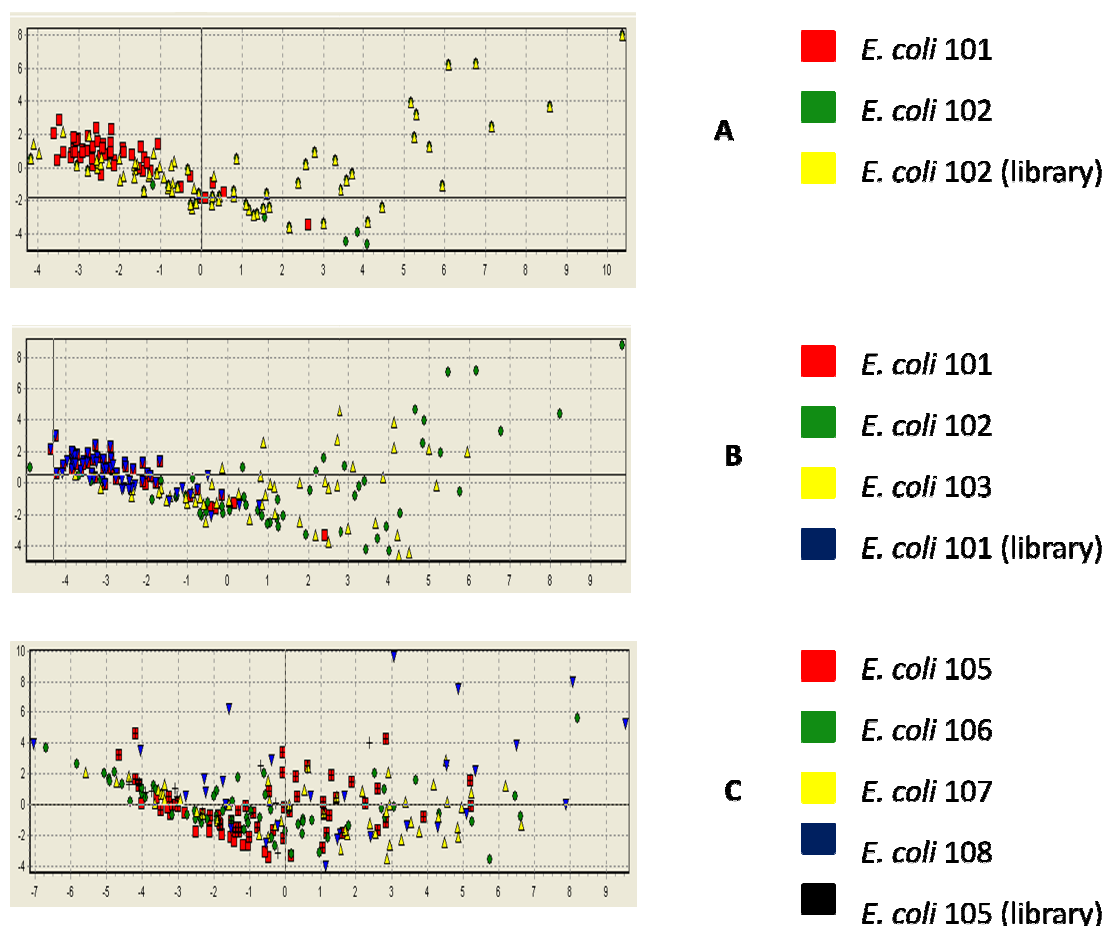 8
6
4
2
0
-2
-4
-4 -3 -2 -1 0 1 2 3 4 5 6 7 8 9 10
A
E. coli 101
E. coli 102
E. coli 102 (library)
8
6
4
2
0
-2
-4
-4 -3 -2 -1 0 1 2 3 4 5 6 7 8 9
B
E. coli 101
E. coli 102
E. coli 103
E. coli 101 (library)
10
8
6
4
2
0
-2
-4
-7 -6 -5 -4 -3 -2 -1 0 1 2 3 4 5 6 7 8 9
C
E. coli 105
E. coli 106
E. coli 107
E. coli 108
E. coli 105 (library)